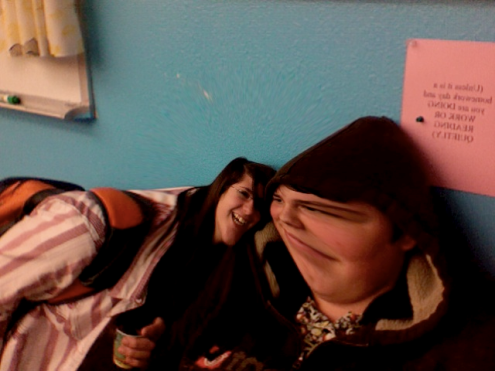 (Unless it is a
homework day and
you are DOING
WORK OR
READING
QUIETLY)